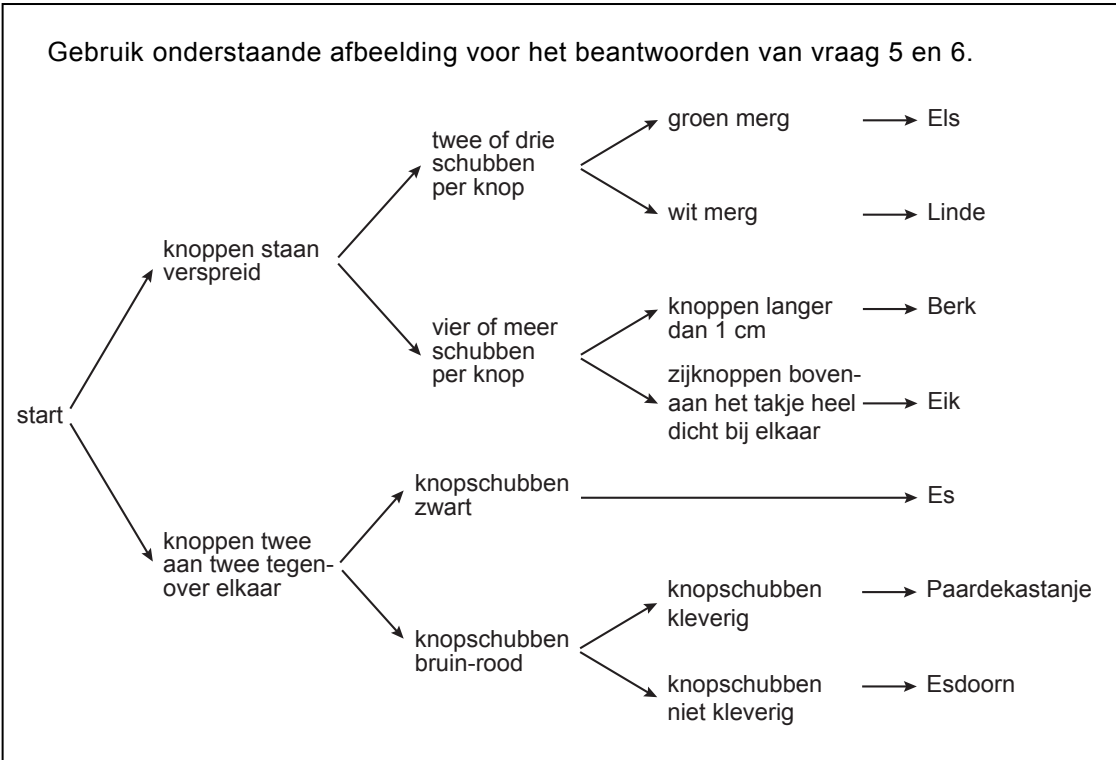 Gebruik onderstaande afbeelding voor het beantwoorden van vraag 5 en 6.
start
knoppen staan
verspreid
twee of drie
schubben
per knop
groen merg
Els
wit merg
Linde
vier of meer
schubben
per knop
knoppen langer
dan 1 cm
Berk
zijknoppen boven-
aan het takje heel
dicht bij elkaar
Eik
knoppen twee
aan twee tegen-
over elkaar
knopschubben
zwart
Es
knopschubben
bruin-rood
knopschubben
kleverig
Paardekastanje
knopschubben
niet kleverig
Esdoorn